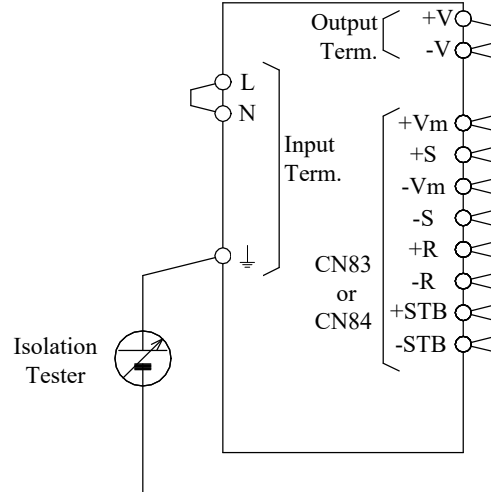 Output
Term.
+V
-V
L
N
Input
Term.
+Vm
+S
-Vm
-S
+R
-R
+STB
-STB
CN83
or
CN84
Isolation
Tester